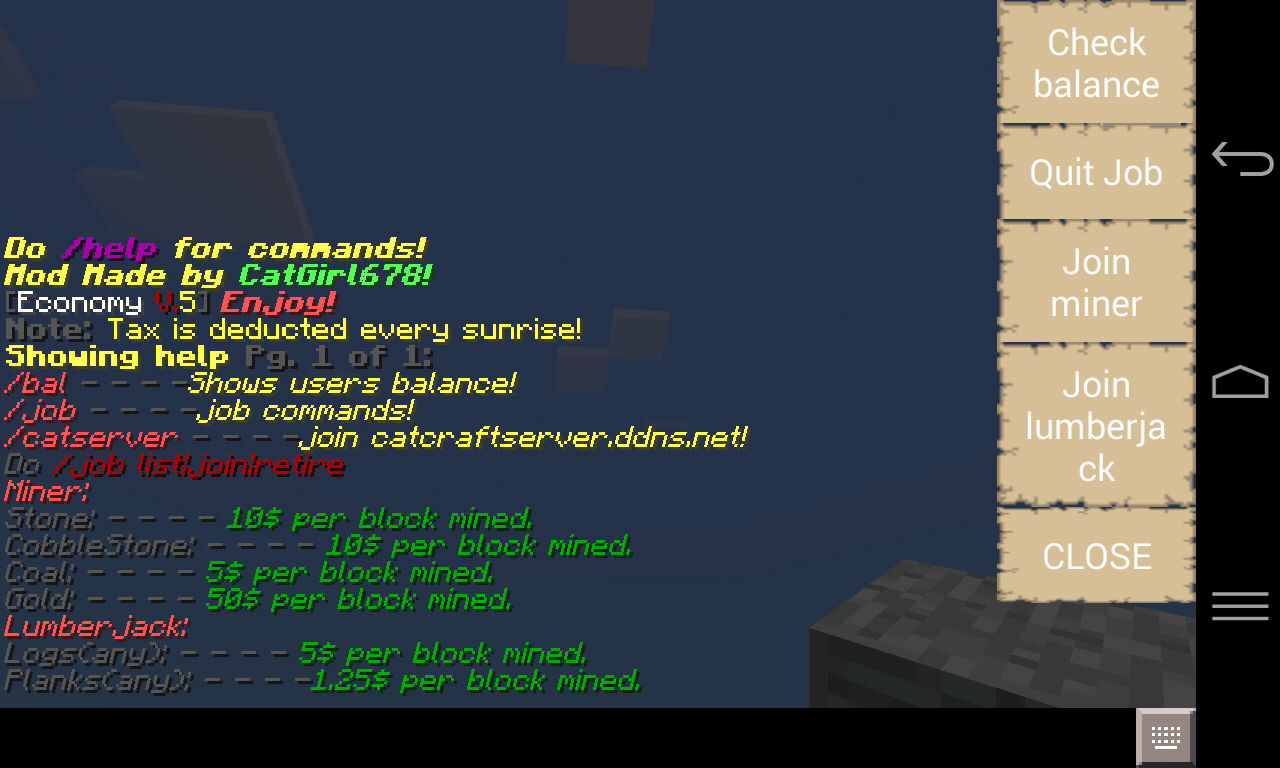 Do /help for commands!
Mod Made by CatGirl678!
[Economy V.5] Enjoy!
Note: Tax is deducted every sunrise!
Showing help Pg. 1 of 1:
/bal - - - -Shows users balance!
/job - - - -job commands!
/catserver - - - -join catcraftserver.ddns.net!
Do /job list!join!retire
Miner:
Stone: - - - - 10$ per block mined.
CobbleStone: - - - - 10$ per block mined.
Coal: - - - - 5$ per block mined.
Gold: - - - - 50$ per block mined.
Lumberjack:
Logs(any): - - - - 5$ per block mined.
Planks(any): - - - -1.25$ per block mined.
Check
balance
Quit Job
Join
miner
Join
lumberja
ck
CLOSE